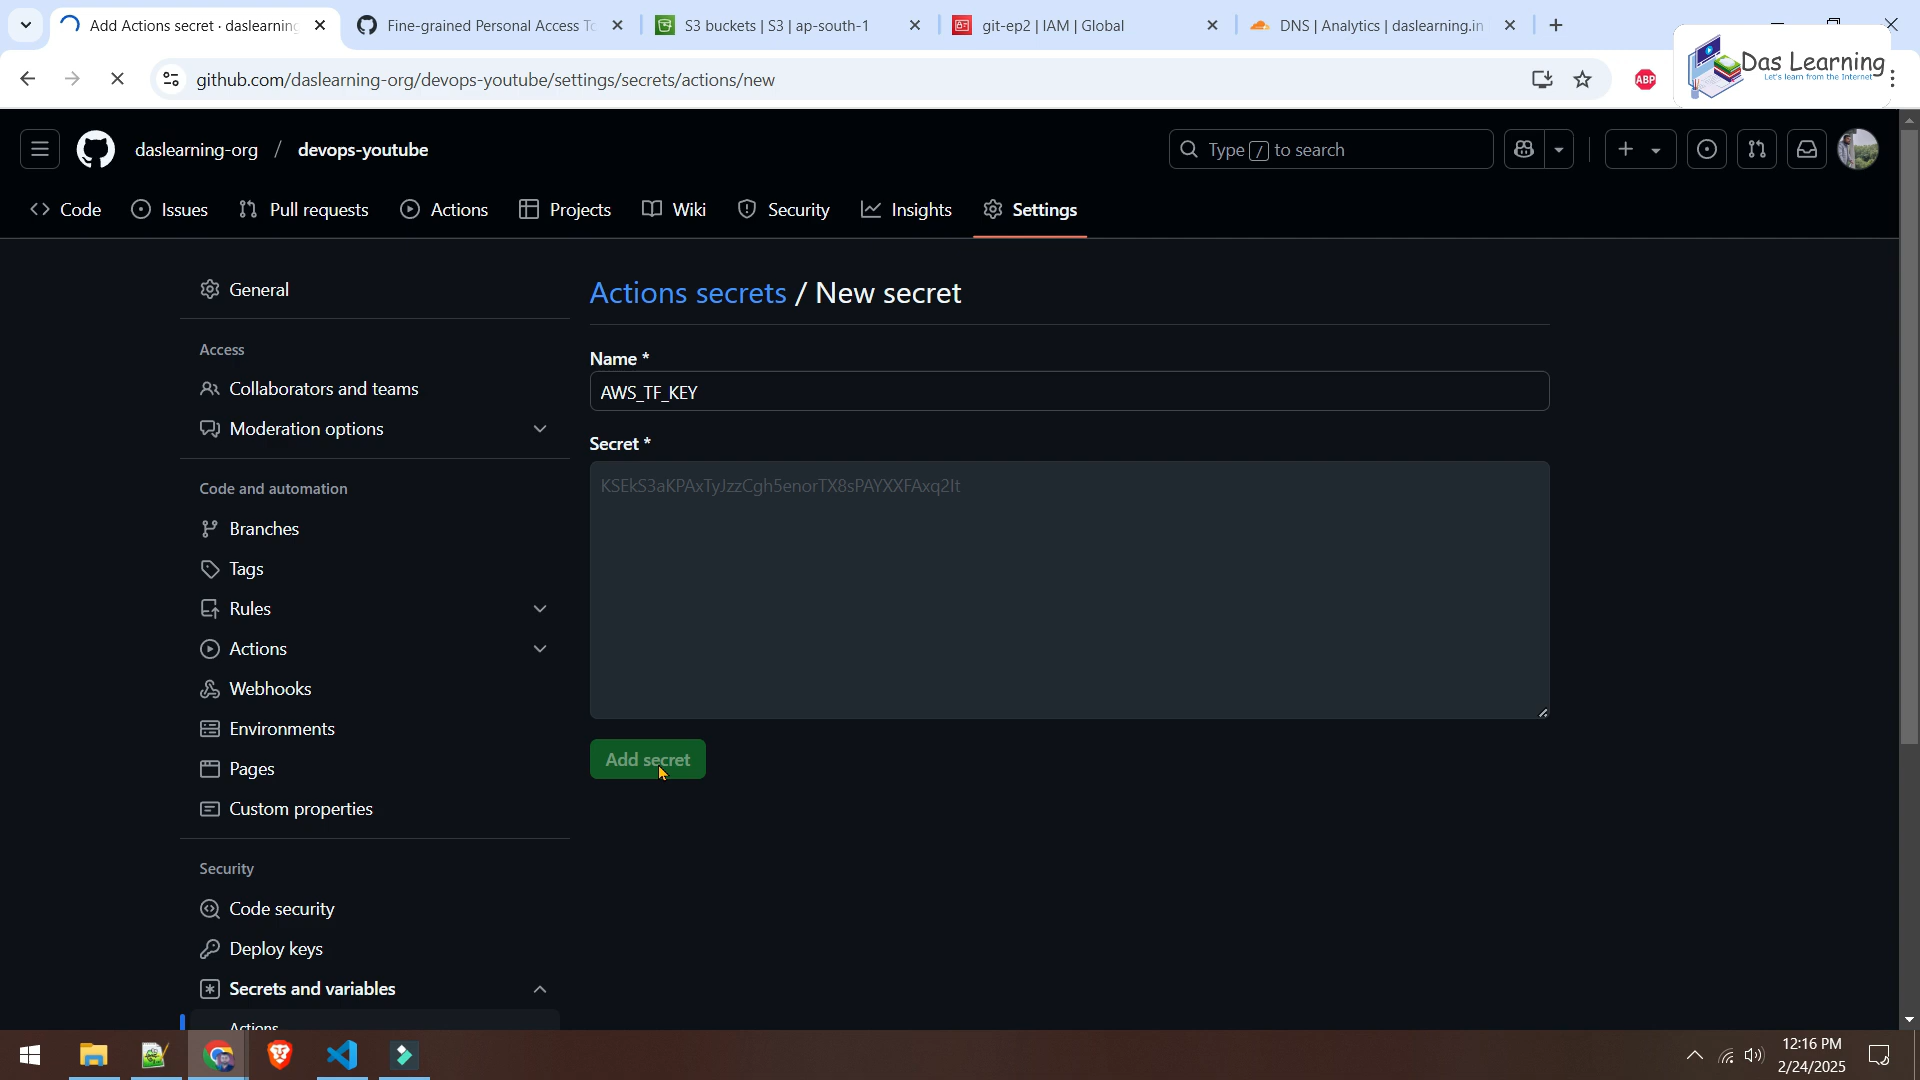 Add Actions secret · daslearning
Fine-grained Personal Access To
S3 buckets | S3 | ap-south-1
git-ep2 | IAM | Global
DNS | Analytics | daslearning.in
github.com/daslearning-org/devops-youtube/settings/secrets/actions/new
ABP
Das Learning
Let's learn from the Internet
daslearning-org / devops-youtube
Type / to search
Code
Issues
Pull requests
Actions
Projects
Wiki
Security
Insights
Settings
General
Access
Collaborators and teams
Moderation options
Code and automation
Branches
Tags
Rules
Actions
Webhooks
Environments
Pages
Custom properties
Security
Code security
Deploy keys
Secrets and variables
Actions
Actions secrets / New secret
Name *
AWS_TF_KEY
Secret *
KSEkS3aKPAxTyJzzCgh5enorTX8sPAYXXFAxq2It
Add secret
12:16 PM
2/24/2025